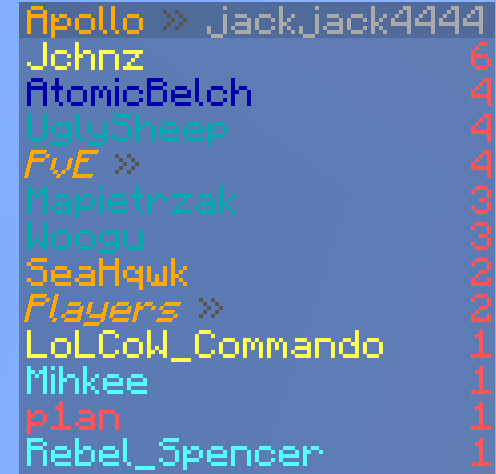 Apollo » jackjack4444
Jchnz 6
AtomicBelch 4
UglySheep 4
PvE » 4
Mapietrzak 3
Woogu 3
SeaHqwk 2
Players » 2
LoLCoW_Commando 1
Mihkee 1
p1an 1
Rebel_Spencer 1